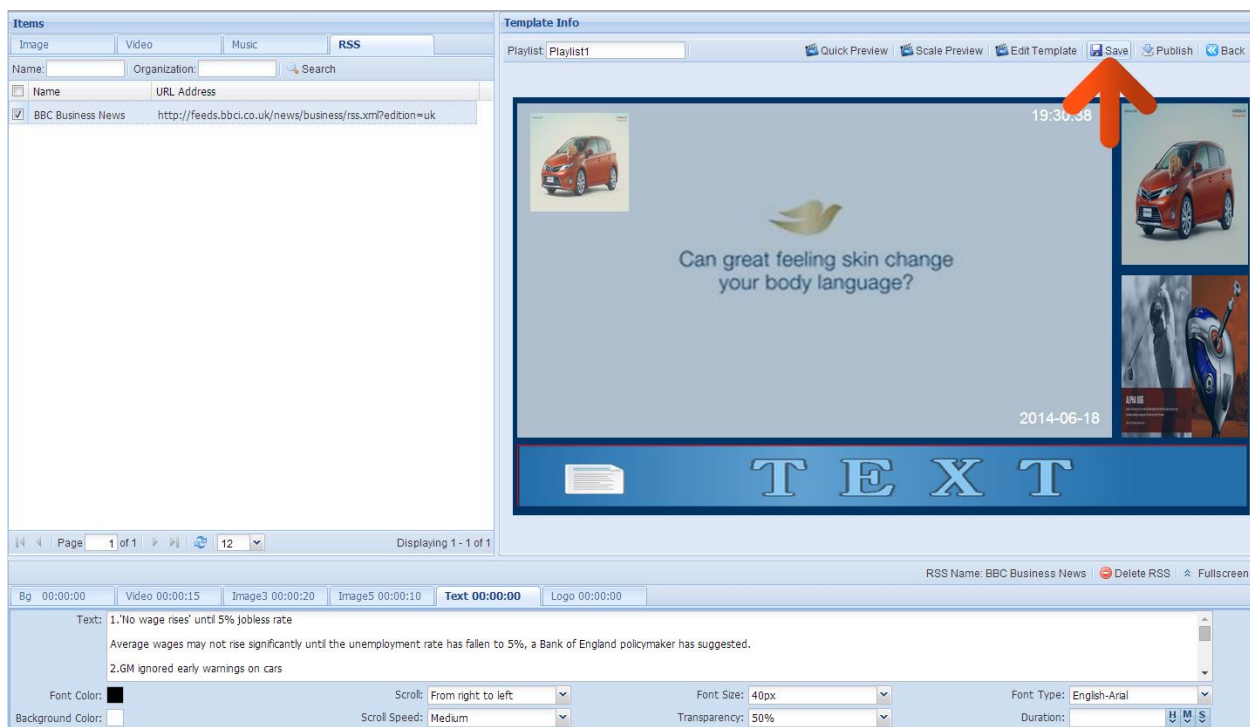 Items
Image Video Music RSS
Name: Organization: Search
Name URL Address
BBC Business News http://feeds.bbci.co.uk/news/business/rss.xml?edition=uk
Page 1 of 1 12 Displaying 1 - 1 of 1
Template Info
Playlist: Playlist1 Quick Preview Scale Preview Edit Template Save Publish Back
19:30:38
Can great feeling skin change
your body language?
ALPHA DOG
2014-06-18
TEXT
RSS Name: BBC Business News Delete RSS Fullscreen
Bg 00:00:00 Video 00:00:15 Image3 00:00:20 Image5 00:00:10 Text 00:00:00 Logo 00:00:00
Text: 1.'No wage rises' until 5% jobless rate
Average wages may not rise significantly until the unemployment rate has fallen to 5%, a Bank of England policymaker has suggested.
2.GM ignored early warnings on cars
Font Color: Scroll: From right to left Font Size: 40px Font Type: English-Arial
Background Color: Scroll Speed: Medium Transparency: 50% Duration: H M S